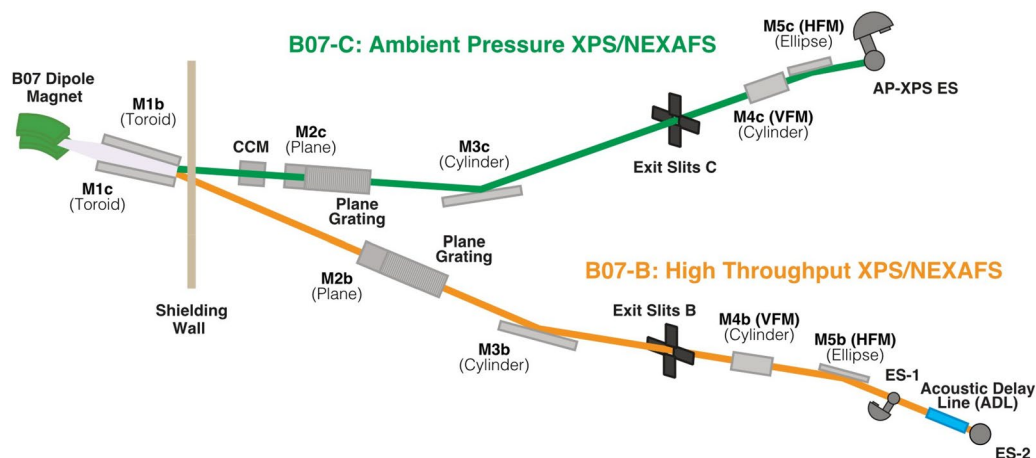 B07-C: Ambient Pressure XPS/NEXAFS
M5c (HFM)
(Ellipse)
AP-XPS ES
B07 Dipole
Magnet
M1b
(Toroid)
M1c
(Toroid)
CCM
M2c
(Plane)
Plane
Grating
M3c
(Cylinder)
Exit Slits C
M4c (VFM)
(Cylinder)
Shielding
Wall
M2b
(Plane)
Plane
Grating
B07-B: High Throughput XPS/NEXAFS
M3b
(Cylinder)
Exit Slits B
M4b (VFM)
(Cylinder)
M5b (HFM)
(Ellipse)
ES-1
Acoustic Delay
Line (ADL)
ES-2